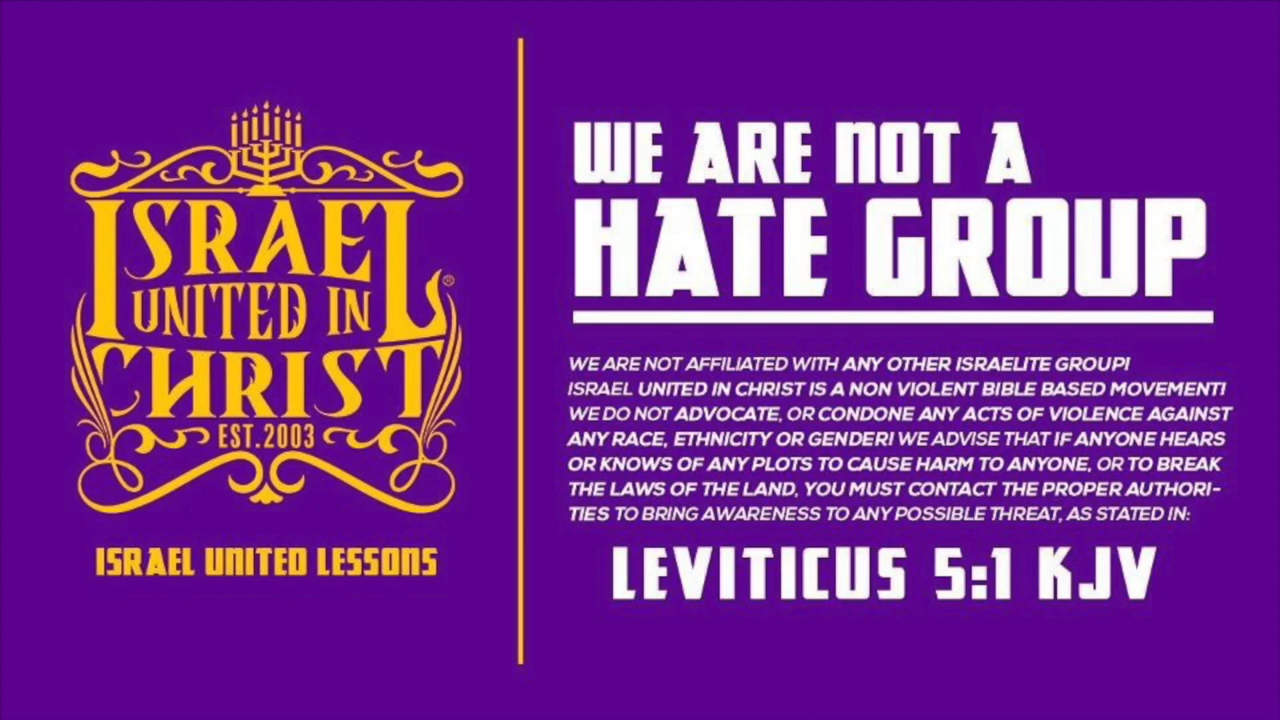 ISRAEL
UNITED IN
CHRIST
EST.2003
®
ISRAEL UNITED LESSONS
WE ARE NOT A
HATE GROUP
WE ARE NOT AFFILIATED WITH ANY OTHER ISRAELITE GROUP!
ISRAEL UNITED IN CHRIST IS A NON VIOLENT BIBLE BASED MOVEMENT!
WE DO NOT ADVOCATE, OR CONDONE ANY ACTS OF VIOLENCE AGAINST
ANY RACE, ETHNICITY OR GENDER! WE ADVISE THAT IF ANYONE HEARS
OR KNOWS OF ANY PLOTS TO CAUSE HARM TO ANYONE, OR TO BREAK
THE LAWS OF THE LAND, YOU MUST CONTACT THE PROPER AUTHORI-
TIES TO BRING AWARENESS TO ANY POSSIBLE THREAT, AS STATED IN:
LEVITICUS 5:1 KJV